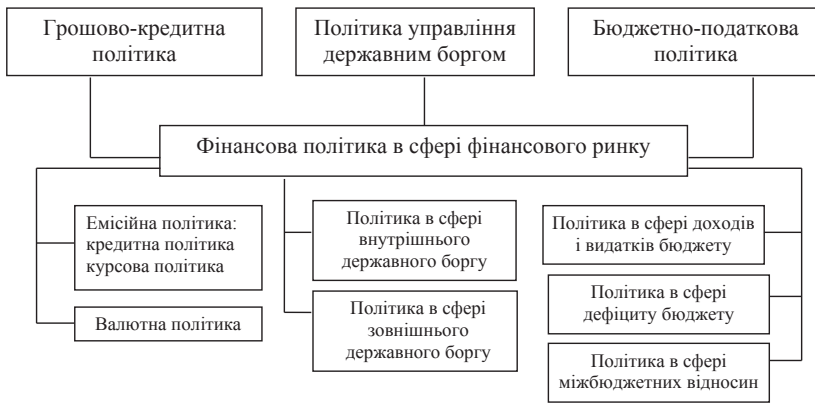 Грошово-кредитна
політика
Політика управління
державним боргом
Бюджетно-податкова
політика
Фінансова політика в сфері фінансового ринку
Емісійна політика:
кредитна політика
курсова політика
Валютна політика
Політика в сфері
внутрішнього
державного боргу
Політика в сфері
зовнішнього
державного боргу
Політика в сфері доходів
і видатків бюджету
Політика в сфері
дефіциту бюджету
Політика в сфері
міжбюджетних відносин